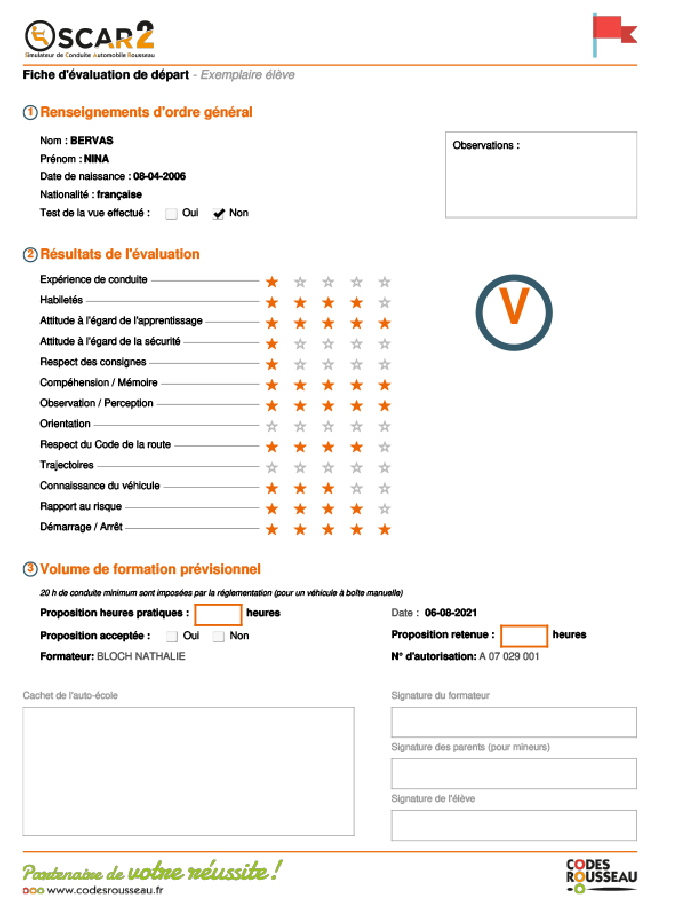 OSCAR2
Simulateur de Conduite Automobile Rousseau
Fiche d'évaluation de départ - Exemplaire élève
1 Renseignements d'ordre général
Nom : BERVAS
Prénom : NINA
Date de naissance : 08-04-2006
Nationalité : française
Test de la vue effectué : Oui Non
Observations :
2 Résultats de l'évaluation
Expérience de conduite
Habiletés
Attitude à l'égard de l'apprentissage
Attitude à l'égard de la sécurité
Respect des consignes
Compéhension / Mémoire
Observation / Perception
Orientation
Respect du Code de la route
Trajectoires
Connaissance du véhicule
Rapport au risque
Démarrage / Arrêt
V
3 Volume de formation prévisionnel
20 h de conduite minimum sont imposées par la réglementation (pour un véhicule à boîte manuelle)
Proposition heures pratiques : heures
Date : 06-08-2021
Proposition acceptée : Oui Non
Proposition retenue : heures
Formateur: BLOCH NATHALIE
N° d'autorisation: A 07 029 001
Cachet de l'auto-école
Signature du formateur
Signature des parents (pour mineurs)
Signature de l'élève
Partenaire de votre réussite !
www.codesrousseau.fr
CODES
ROUSSEAU